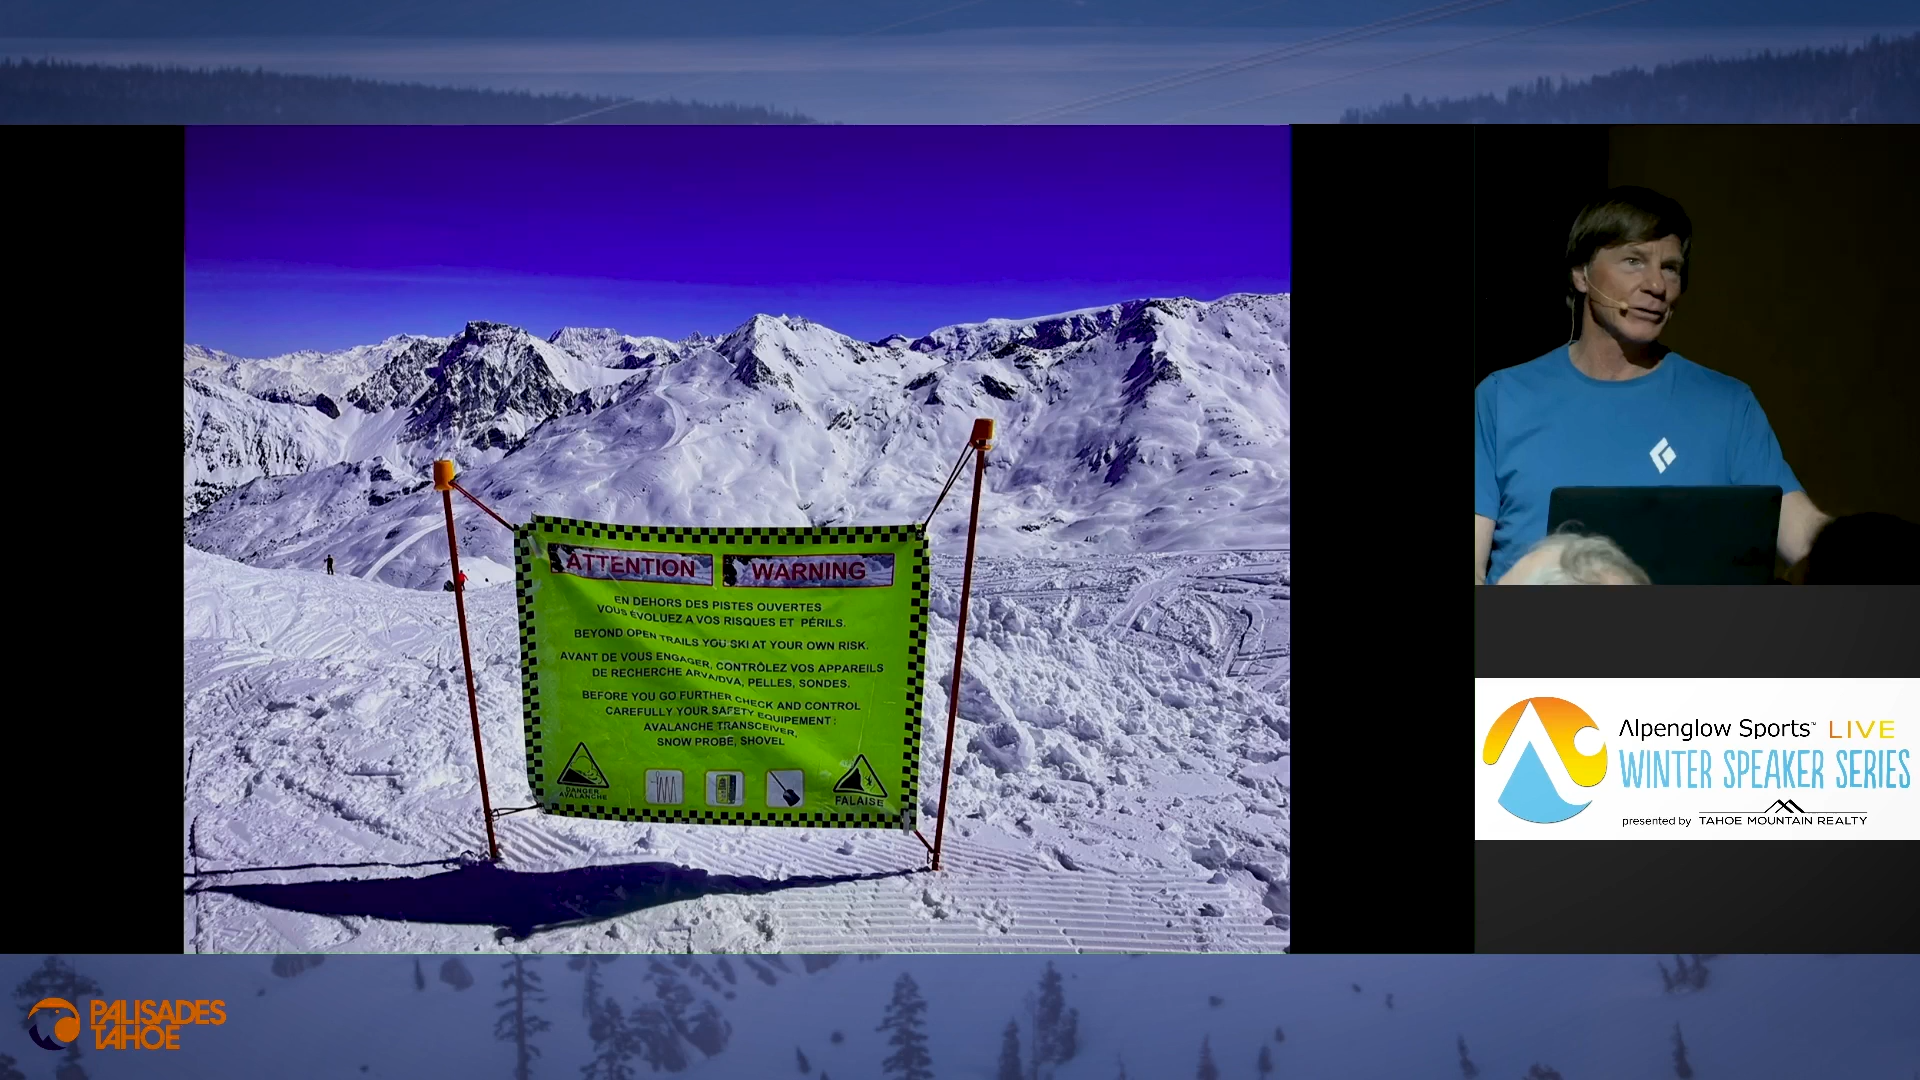 ATTENTION WARNING
EN DEHORS DES PISTES OUVERTES
VOUS ÉVOLUEZ A VOS RISQUES ET PÉRILS.
BEYOND OPEN TRAILS YOU SKI AT YOUR OWN RISK.
AVANT DE VOUS ENGAGER, CONTRÔLEZ VOS APPAREILS
DE RECHERCHE ARVA/DVA, PELLES, SONDES.
BEFORE YOU GO FURTHER CHECK AND CONTROL
CAREFULLY YOUR SAFETY EQUIPEMENT :
AVALANCHE TRANSCEIVER,
SNOW PROBE, SHOVEL
DANGER
AVALANCHE
FALAISE
Alpenglow Sports™ LIVE
WINTER SPEAKER SERIES
presented by TAHOE MOUNTAIN REALTY
PALISADES
TAHOE